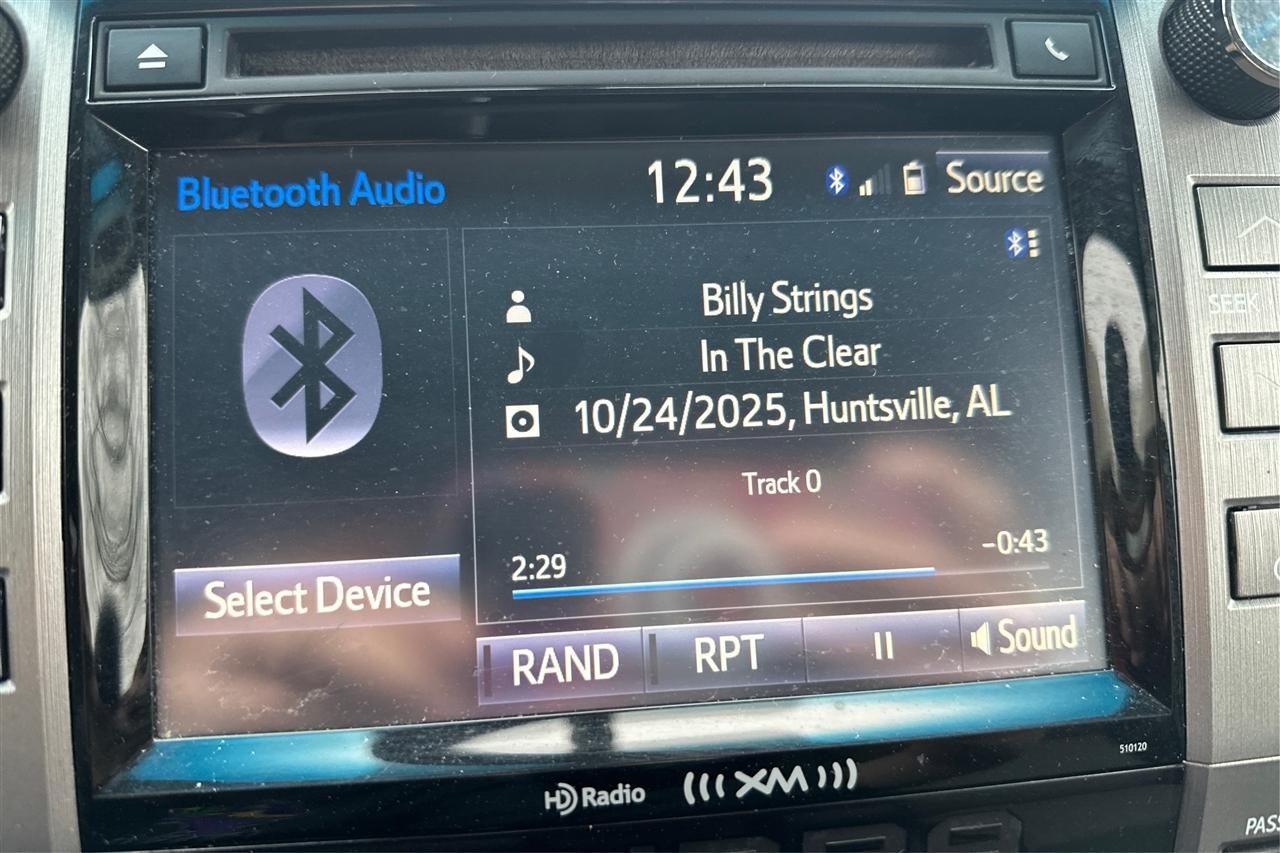 Bluetooth Audio
12:43
Source
Billy Strings
In The Clear
10/24/2025, Huntsville, AL
Track 0
2:29
-0:43
Select Device
RAND
RPT
Sound
SEEK
510120
HD Radio
(((XM)))
PASS